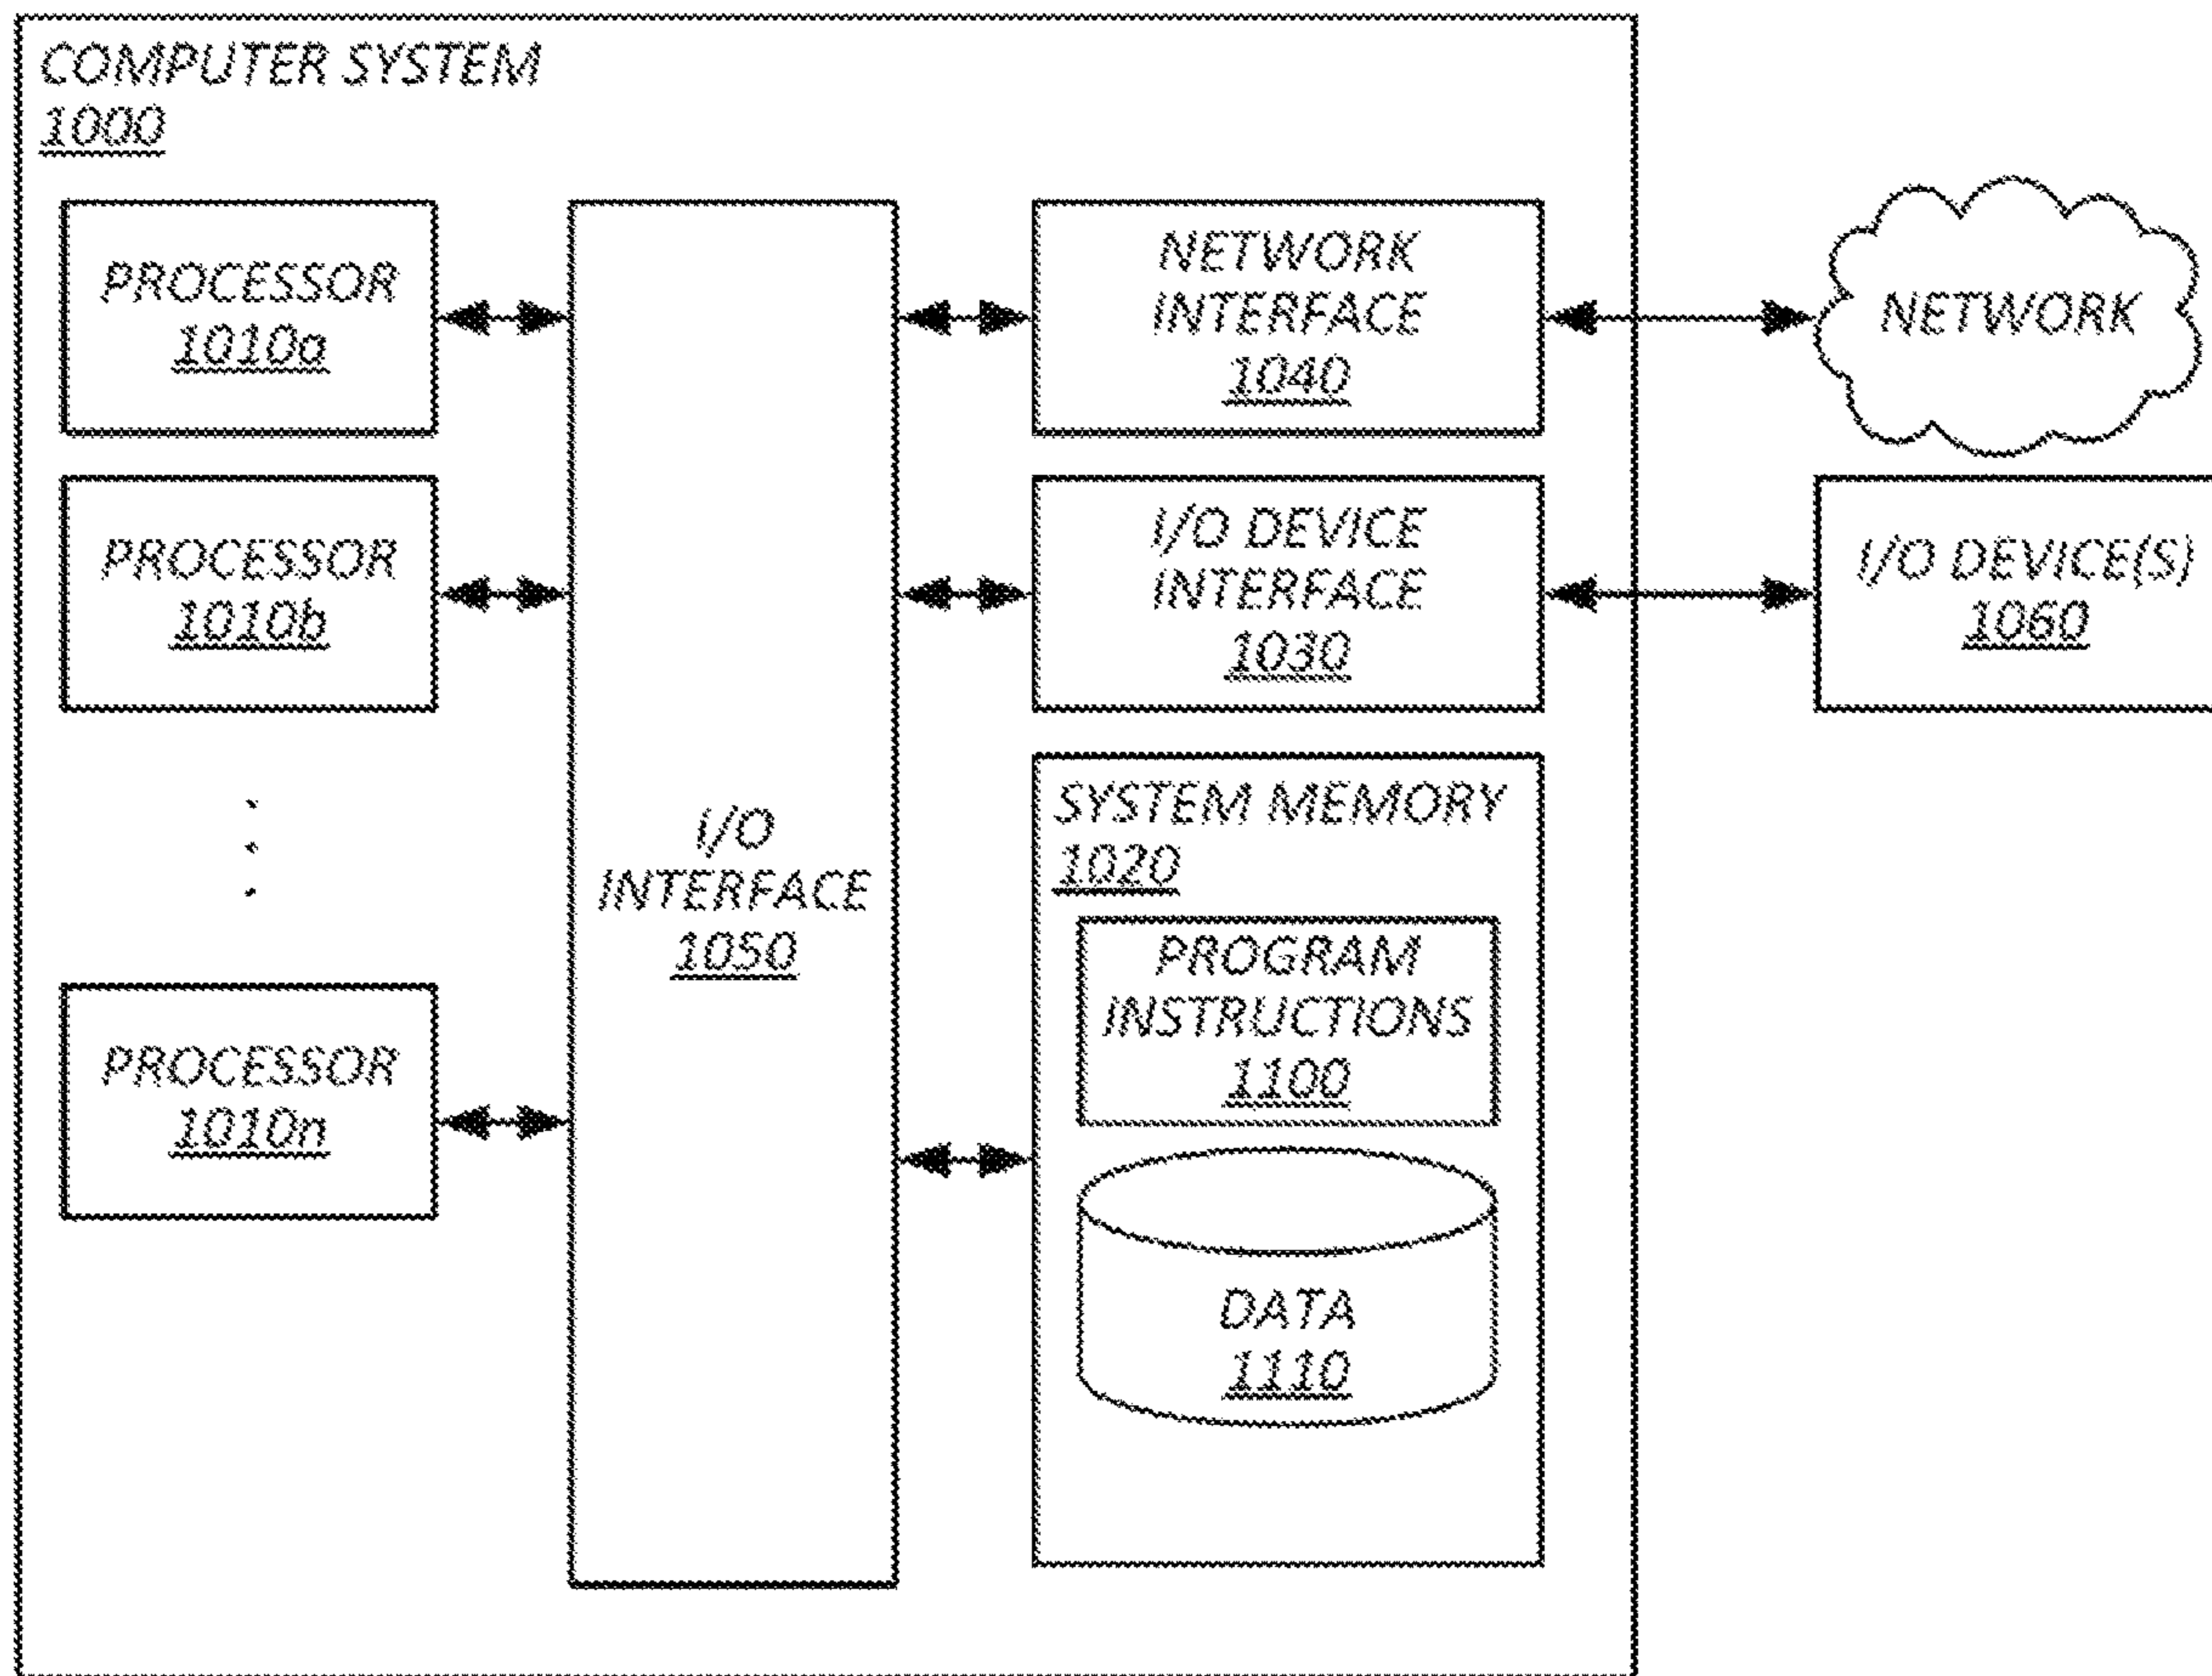 COMPUTER SYSTEM
1000
PROCESSOR
1010a
PROCESSOR
1010b
PROCESSOR
1010n
I/O
INTERFACE
1050
NETWORK
INTERFACE
1040
I/O DEVICE
INTERFACE
1030
SYSTEM MEMORY
1020
PROGRAM
INSTRUCTIONS
1100
DATA
1110
NETWORK
I/O DEVICE(S)
1060